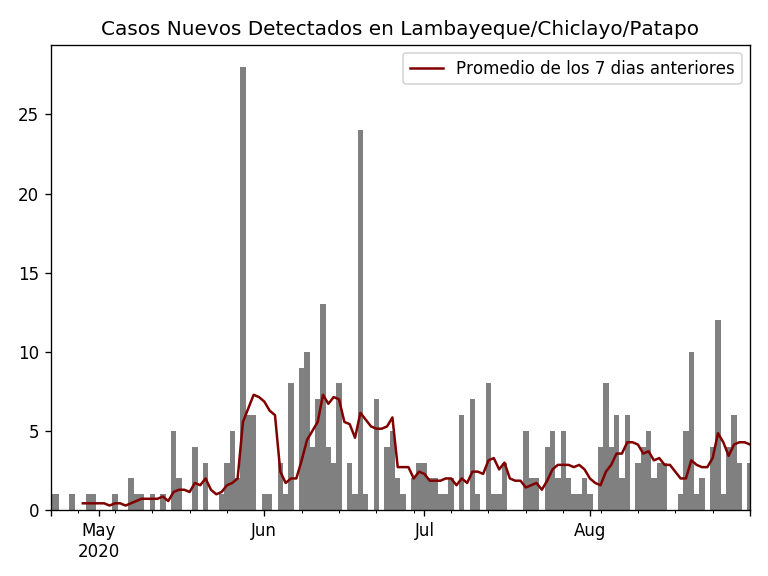 Casos Nuevos Detectados en Lambayeque/Chiclayo/Patapo
Promedio de los 7 dias anteriores
25
20
15
10
5
0
May Jun Jul Aug
2020